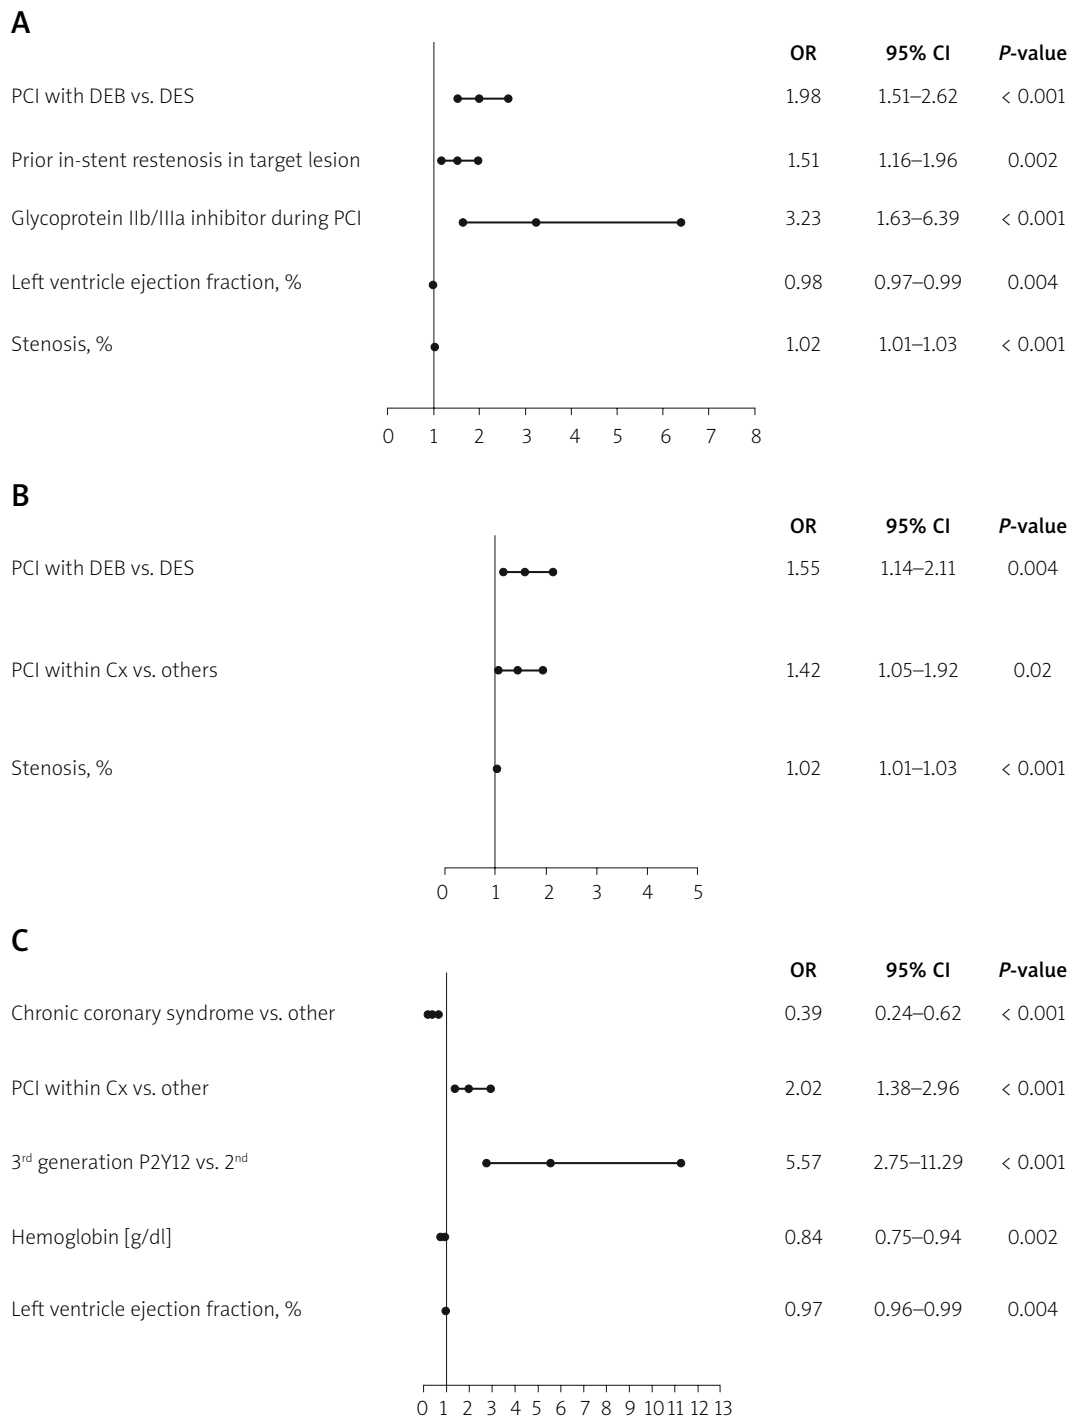 A
OR 95% CI P-value
PCI with DEB vs. DES 1.98 1.51–2.62 < 0.001
Prior in-stent restenosis in target lesion 1.51 1.16–1.96 0.002
Glycoprotein IIb/IIIa inhibitor during PCI 3.23 1.63–6.39 < 0.001
Left ventricle ejection fraction, % 0.98 0.97–0.99 0.004
Stenosis, % 1.02 1.01–1.03 < 0.001
0 1 2 3 4 5 6 7 8
B
OR 95% CI P-value
PCI with DEB vs. DES 1.55 1.14–2.11 0.004
PCI within Cx vs. others 1.42 1.05–1.92 0.02
Stenosis, % 1.02 1.01–1.03 < 0.001
0 1 2 3 4 5
C
OR 95% CI P-value
Chronic coronary syndrome vs. other 0.39 0.24–0.62 < 0.001
PCI within Cx vs. other 2.02 1.38–2.96 < 0.001
3rd generation P2Y12 vs. 2nd 5.57 2.75–11.29 < 0.001
Hemoglobin [g/dl] 0.84 0.75–0.94 0.002
Left ventricle ejection fraction, % 0.97 0.96–0.99 0.004
0 1 2 3 4 5 6 7 8 9 10 11 12 13